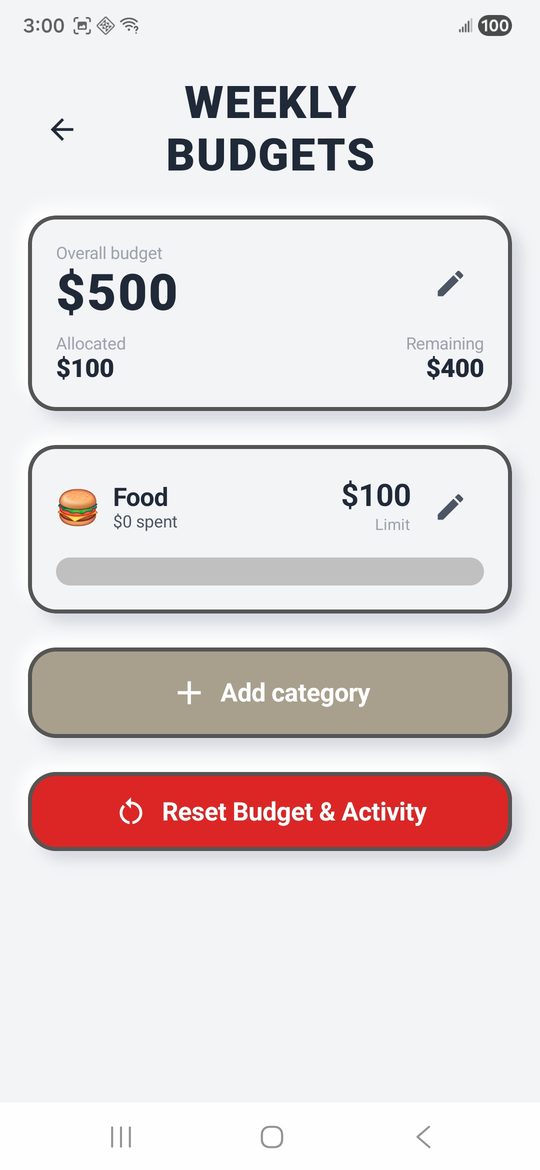 3:00
100
WEEKLY
BUDGETS
Overall budget
$500
Allocated
Remaining
$100
$400
Food
$0 spent
$100
Limit
Add category
Reset Budget & Activity